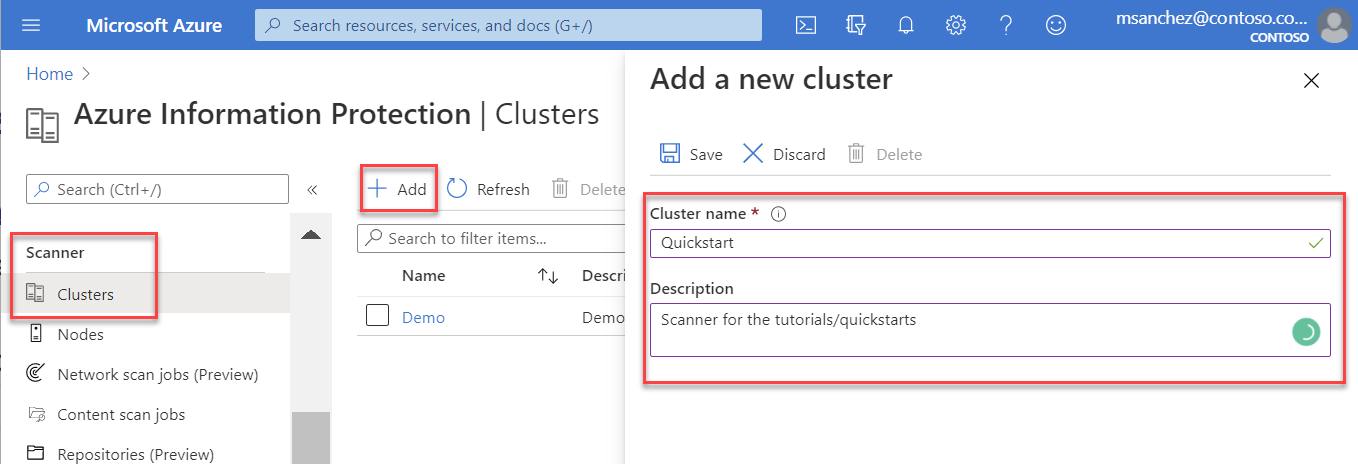 Microsoft Azure
Search resources, services, and docs (G+/)
msanchez@contoso.co...
CONTOSO
Home
Azure Information Protection | Clusters
Search (Ctrl+/)
Scanner
Clusters
Nodes
Network scan jobs (Preview)
Content scan jobs
Repositories (Preview)
Add Refresh Delete
Search to filter items...
Name Descri
Demo Demo
Add a new cluster
Save Discard Delete
Cluster name *
Quickstart
Description
Scanner for the tutorials/quickstarts